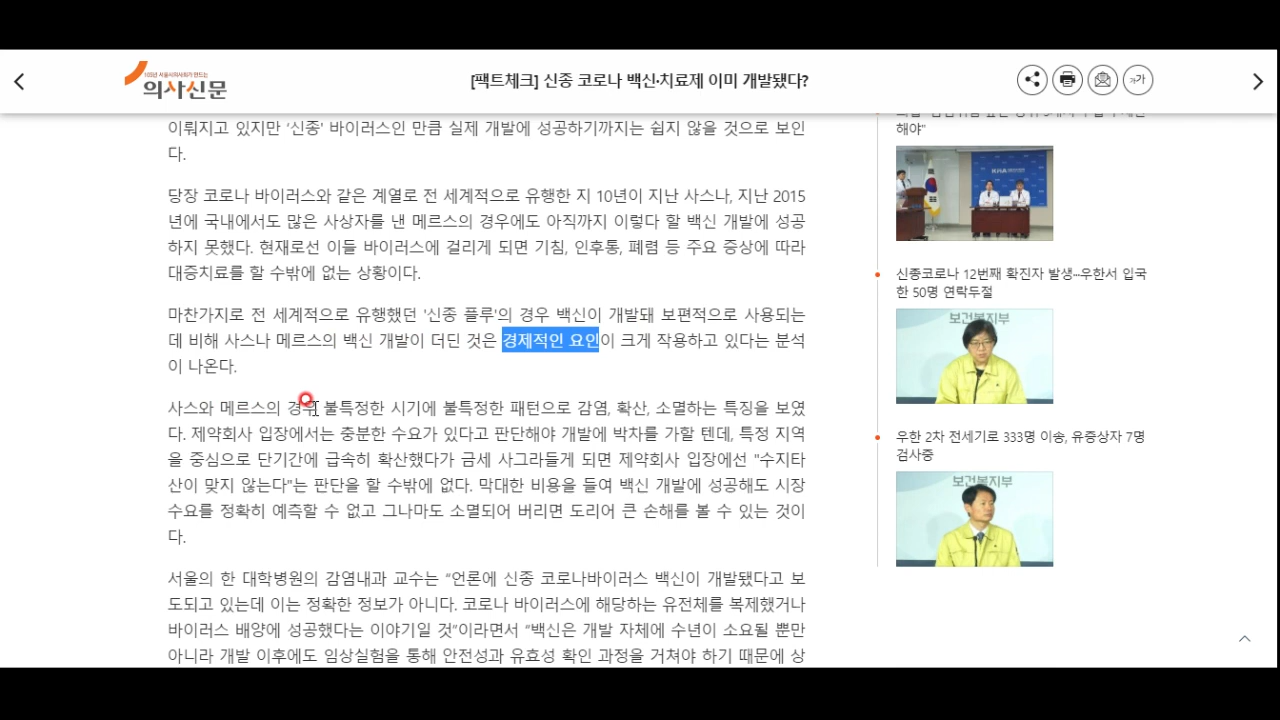 100년 서울시의사회가 만드는
의사신문
[팩트체크] 신종 코로나 백신·치료제 이미 개발됐다?
가가
이뤄지고 있지만 ‘신종’ 바이러스인 만큼 실제 개발에 성공하기까지는 쉽지 않을 것으로 보인
다.
당장 코로나 바이러스와 같은 계열로 전 세계적으로 유행한 지 10년이 지난 사스나, 지난 2015
년에 국내에서도 많은 사상자를 낸 메르스의 경우에도 아직까지 이렇다 할 백신 개발에 성공
하지 못했다. 현재로선 이들 바이러스에 걸리게 되면 기침, 인후통, 폐렴 등 주요 증상에 따라
대증치료를 할 수밖에 없는 상황이다.
마찬가지로 전 세계적으로 유행했던 '신종 플루'의 경우 백신이 개발돼 보편적으로 사용되는
데 비해 사스나 메르스의 백신 개발이 더딘 것은 경제적인 요인이 크게 작용하고 있다는 분석
이 나온다.
사스와 메르스의 경우 불특정한 시기에 불특정한 패턴으로 감염, 확산, 소멸하는 특징을 보였
다. 제약회사 입장에서는 충분한 수요가 있다고 판단해야 개발에 박차를 가할 텐데, 특정 지역
을 중심으로 단기간에 급속히 확산했다가 금세 사그라들게 되면 제약회사 입장에선 "수지타
산이 맞지 않는다"는 판단을 할 수밖에 없다. 막대한 비용을 들여 백신 개발에 성공해도 시장
수요를 정확히 예측할 수 없고 그나마도 소멸되어 버리면 도리어 큰 손해를 볼 수 있는 것이
다.
서울의 한 대학병원의 감염내과 교수는 “언론에 신종 코로나바이러스 백신이 개발됐다고 보
도되고 있는데 이는 정확한 정보가 아니다. 코로나 바이러스에 해당하는 유전체를 복제했거나
바이러스 배양에 성공했다는 이야기일 것”이라면서 “백신은 개발 자체에 수년이 소요될 뿐만
아니라 개발 이후에도 임상실험을 통해 안전성과 유효성 확인 과정을 거쳐야 하기 때문에 상
해야"
KMA
신종코로나 12번째 확진자 발생…우한서 입국
한 50명 연락두절
보건복지부
우한 2차 전세기로 333명 이송, 유증상자 7명
검사중
보건복지부